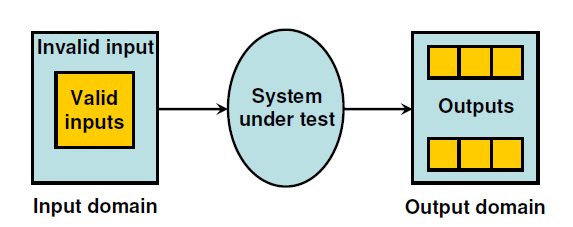 Invalid input
Valid
inputs
System
under test
Outputs
Input domain
Output domain